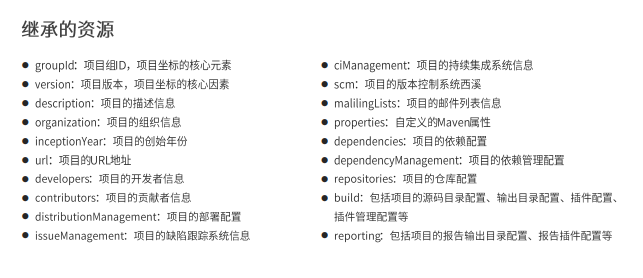 继承的资源
groupId：项目组ID，项目坐标的核心元素
version：项目版本，项目坐标的核心因素
description：项目的描述信息
organization：项目的组织信息
inceptionYear：项目的创始年份
url：项目的URL地址
developers：项目的开发者信息
contributors：项目的贡献者信息
distributionManagement：项目的部署配置
issueManagement：项目的缺陷跟踪系统信息
ciManagement：项目的持续集成系统信息
scm：项目的版本控制系统西溪
malilingLists：项目的邮件列表信息
properties：自定义的Maven属性
dependencies：项目的依赖配置
dependencyManagement：项目的依赖管理配置
repositories：项目的仓库配置
build：包括项目的源码目录配置、输出目录配置、插件配置、
插件管理配置等
reporting：包括项目的报告输出目录配置、报告插件配置等